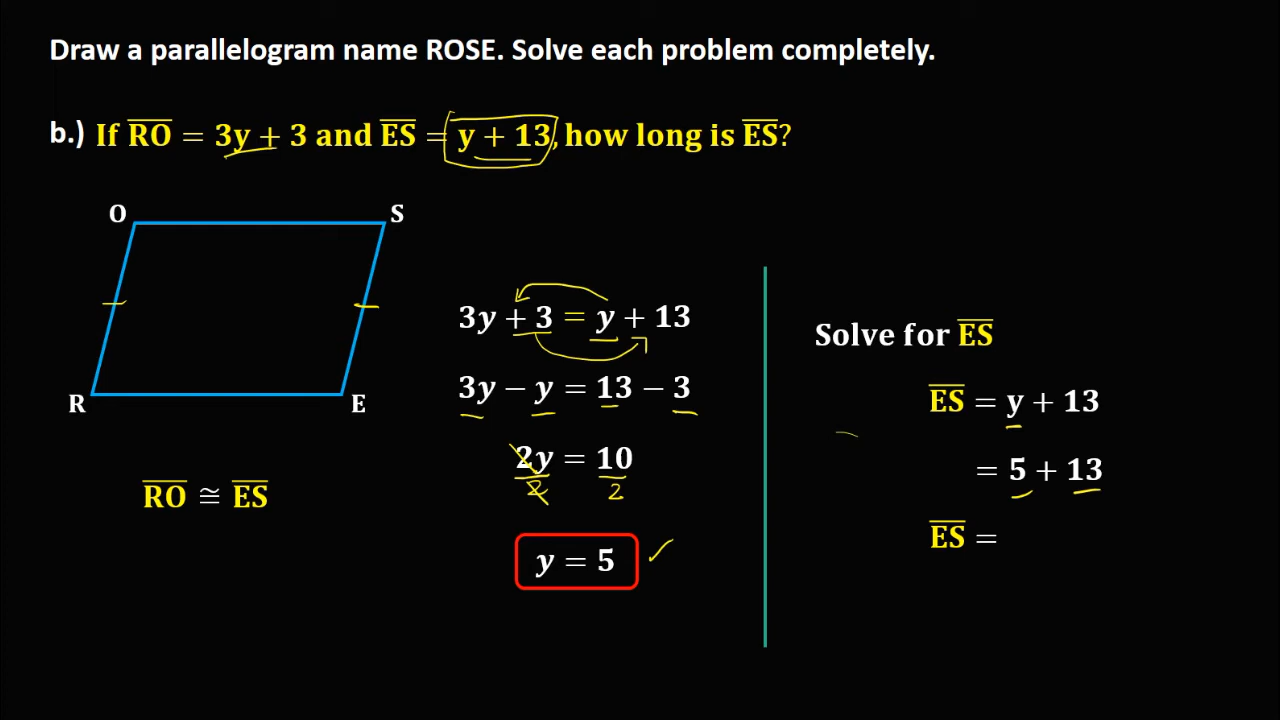 Draw a parallelogram name ROSE. Solve each problem completely.
b.) If RO = 3y + 3 and ES = y + 13, how long is ES?
O S
R E
RO ≅ ES
3y + 3 = y + 13
3y − y = 13 − 3
2y = 10
2 2
y = 5
Solve for ES
ES = y + 13
= 5 + 13
ES =